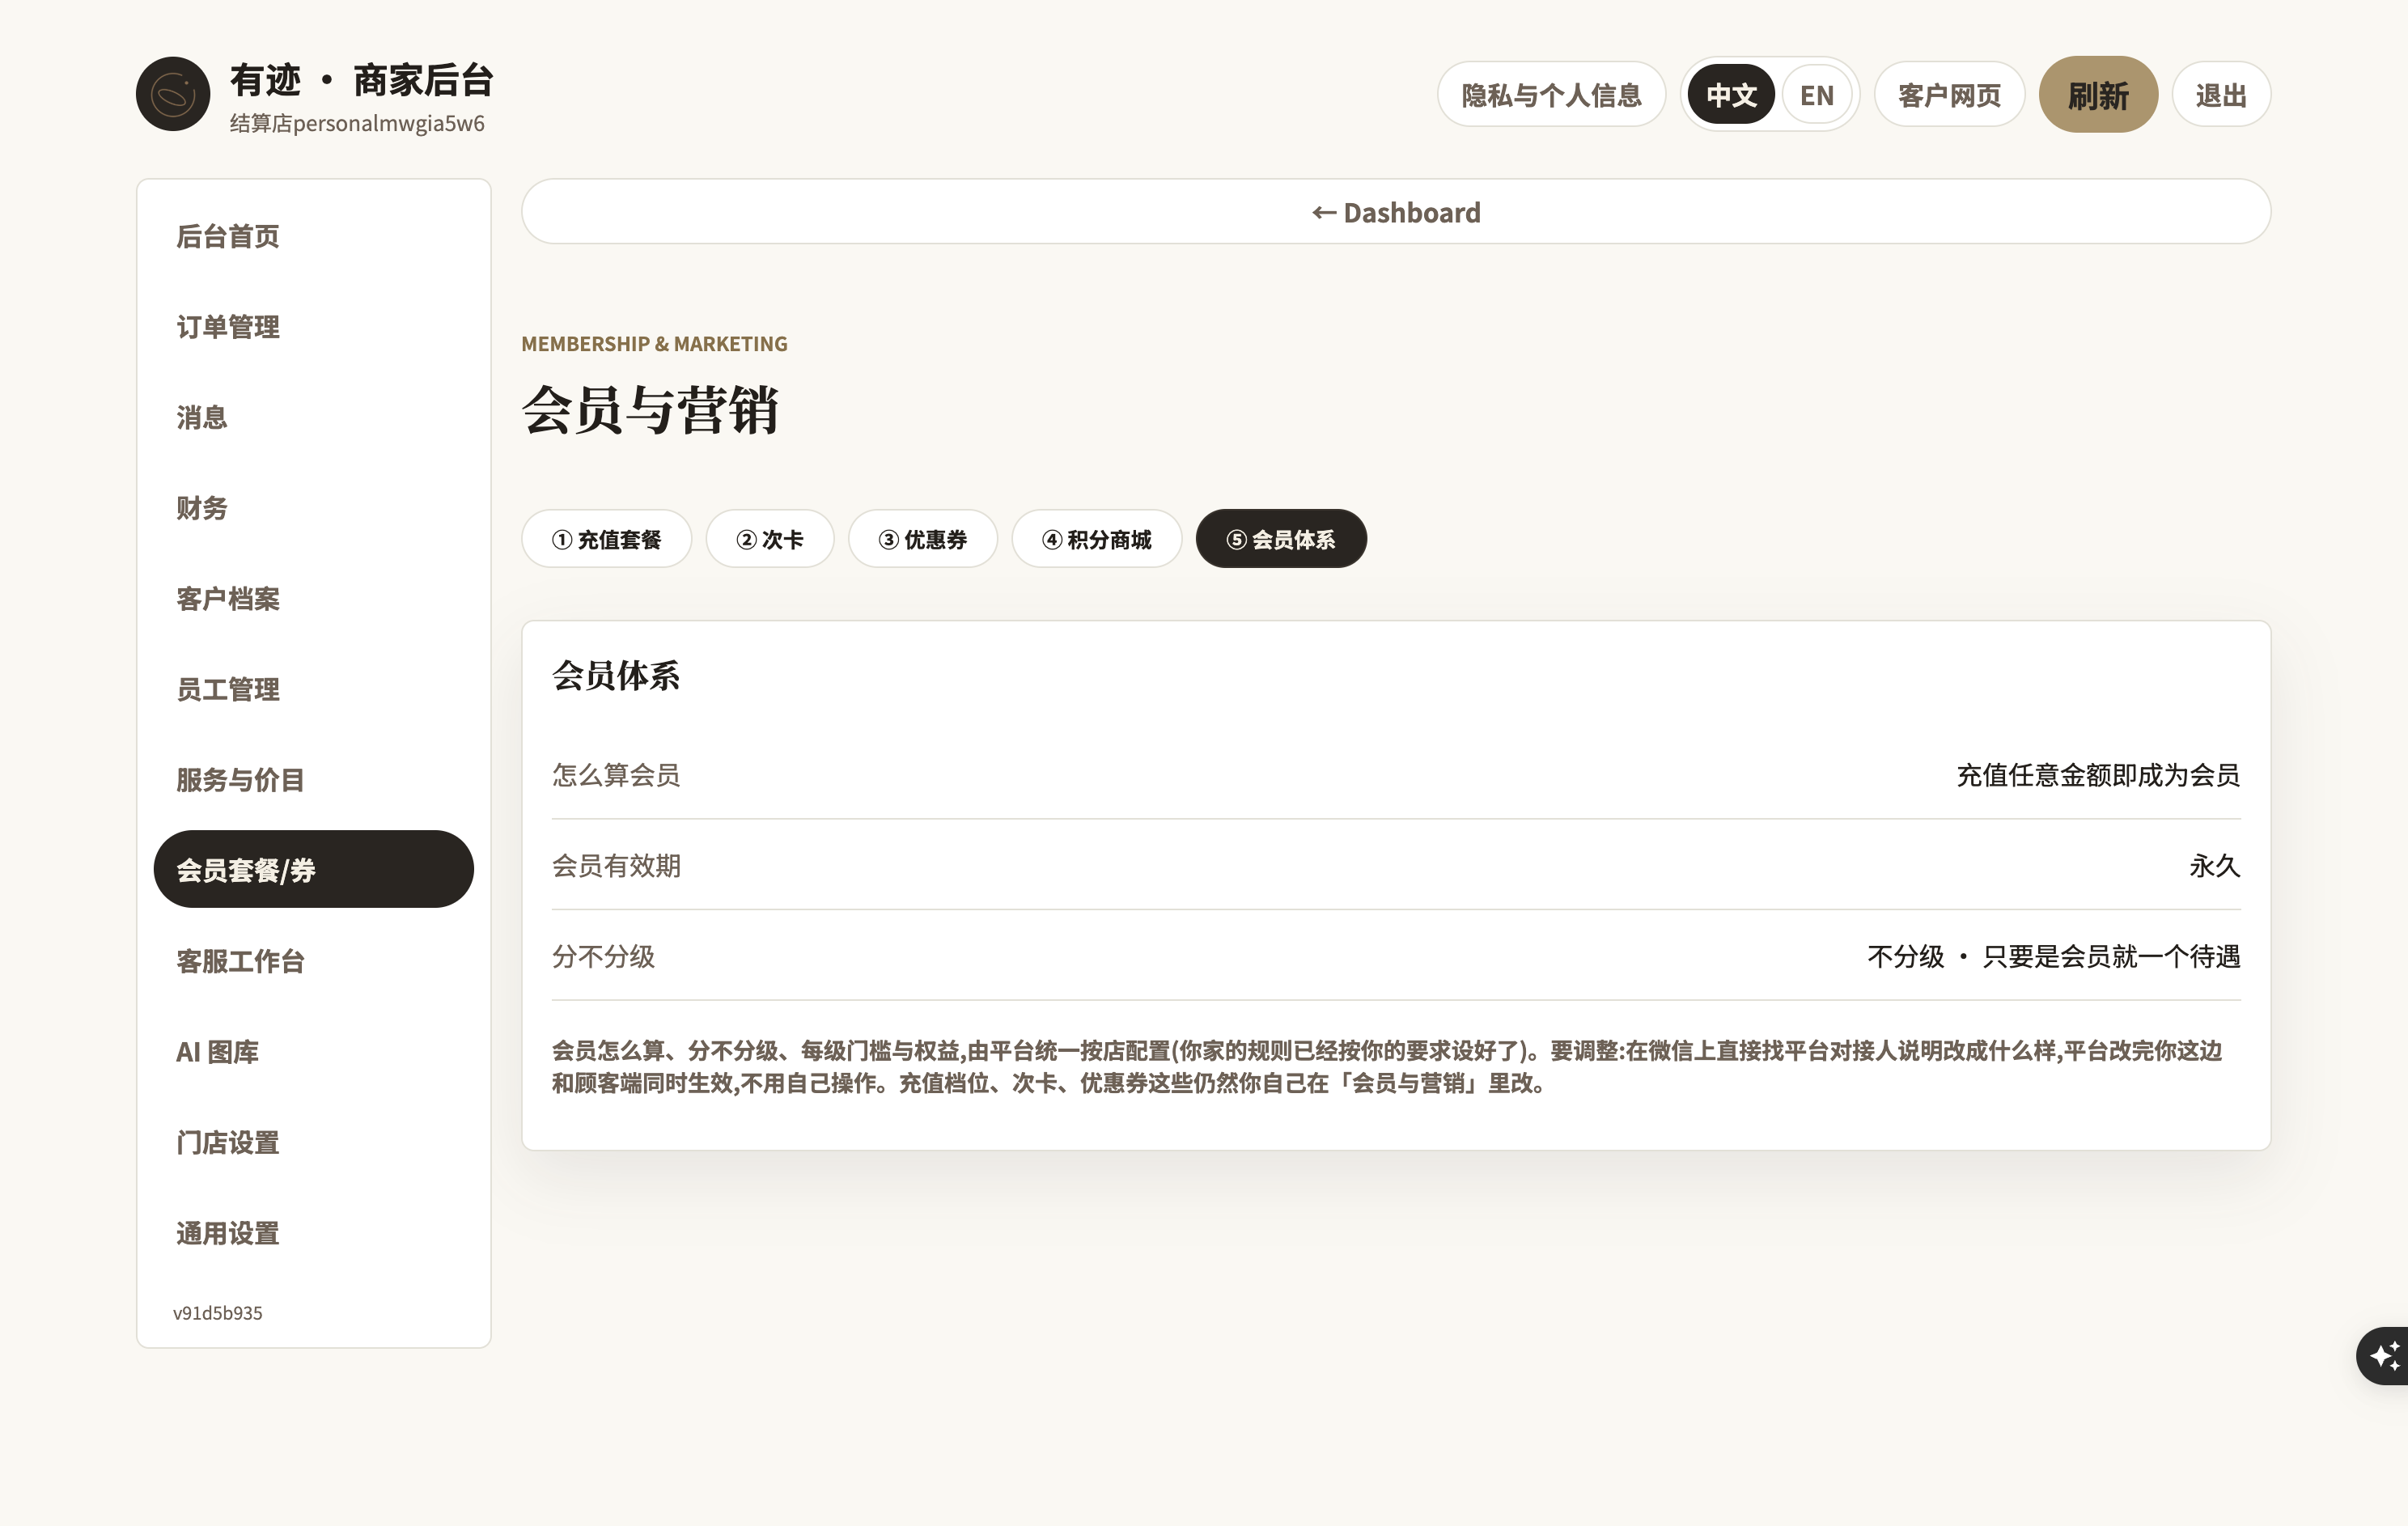 有迹 · 商家后台
结算店personalmwgia5w6
隐私与个人信息
中文
EN
客户网页
刷新
退出
后台首页
订单管理
消息
财务
客户档案
员工管理
服务与价目
会员套餐/券
客服工作台
AI 图库
门店设置
通用设置
v91d5b935
← Dashboard
MEMBERSHIP & MARKETING
会员与营销
① 充值套餐
② 次卡
③ 优惠券
④ 积分商城
⑤ 会员体系
会员体系
怎么算会员
充值任意金额即成为会员
会员有效期
永久
分不分级
不分级 · 只要是会员就一个待遇
会员怎么算、分不分级、每级门槛与权益,由平台统一按店配置(你家的规则已经按你的要求设好了)。要调整:在微信上直接找平台对接人说明改成什么样,平台改完你这边
和顾客端同时生效,不用自己操作。充值档位、次卡、优惠券这些仍然你自己在「会员与营销」里改。